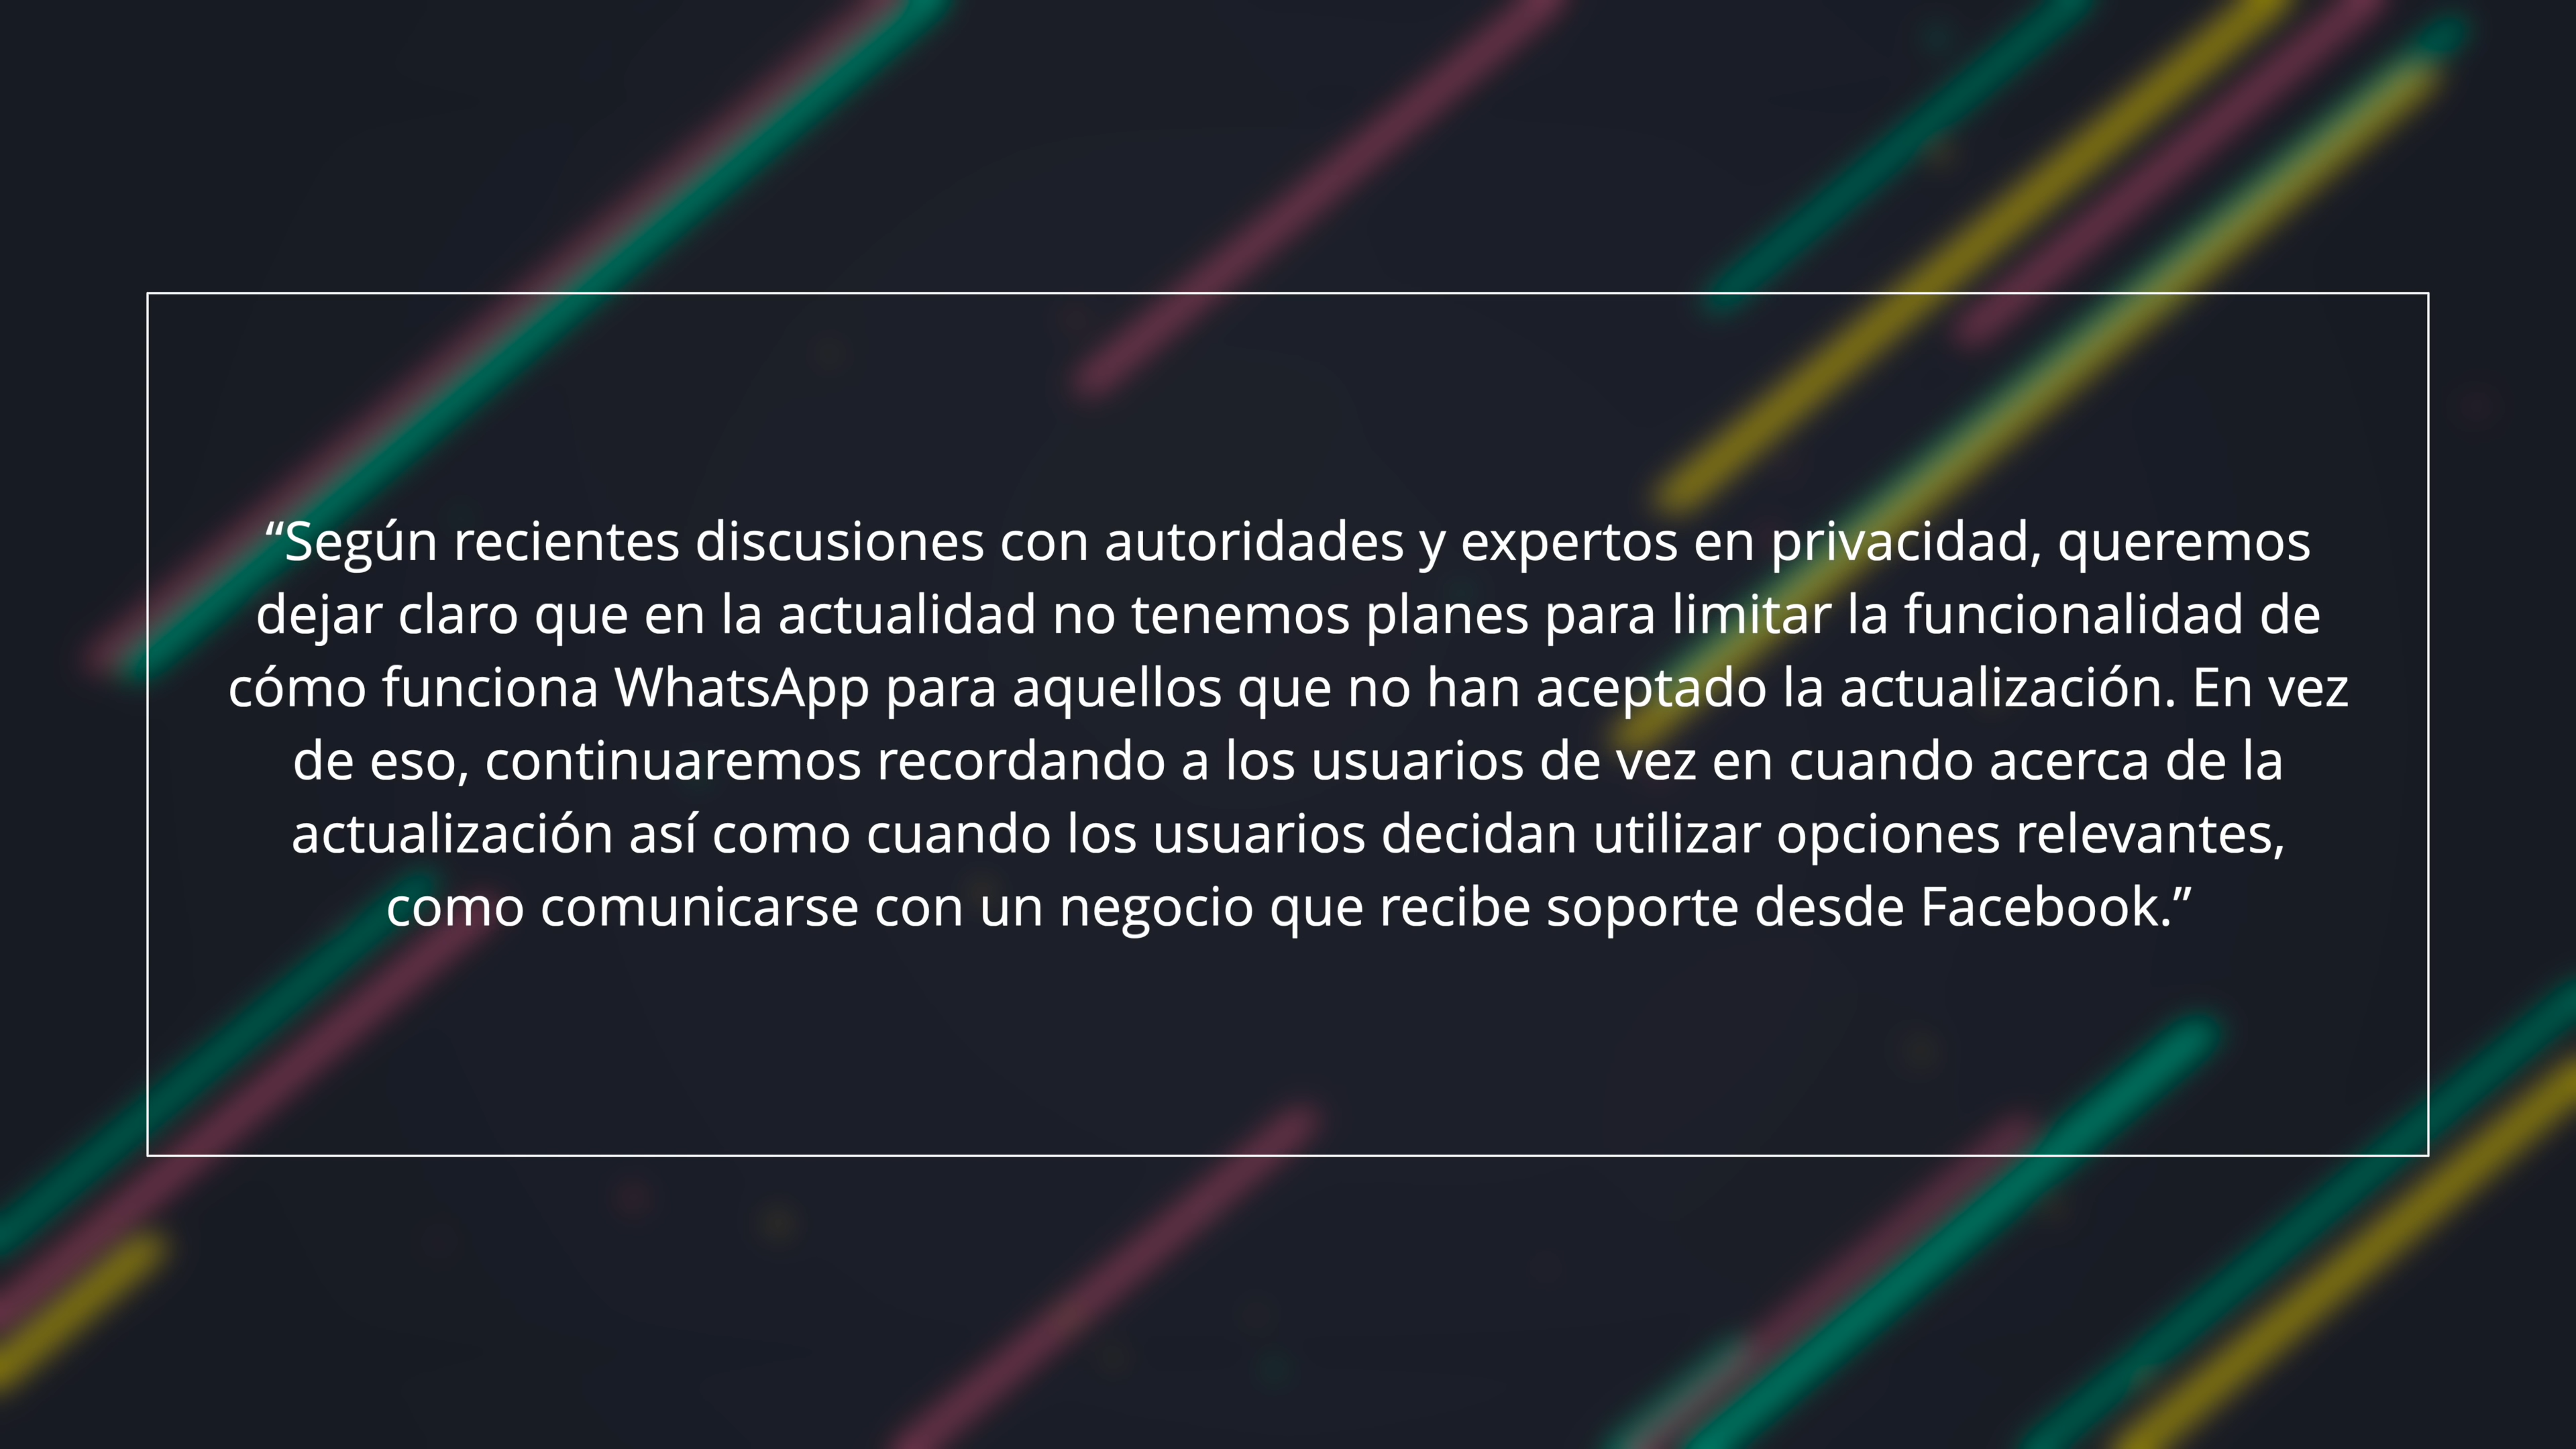 “Según recientes discusiones con autoridades y expertos en privacidad, queremos
dejar claro que en la actualidad no tenemos planes para limitar la funcionalidad de
cómo funciona WhatsApp para aquellos que no han aceptado la actualización. En vez
de eso, continuaremos recordando a los usuarios de vez en cuando acerca de la
actualización así como cuando los usuarios decidan utilizar opciones relevantes,
como comunicarse con un negocio que recibe soporte desde Facebook.”